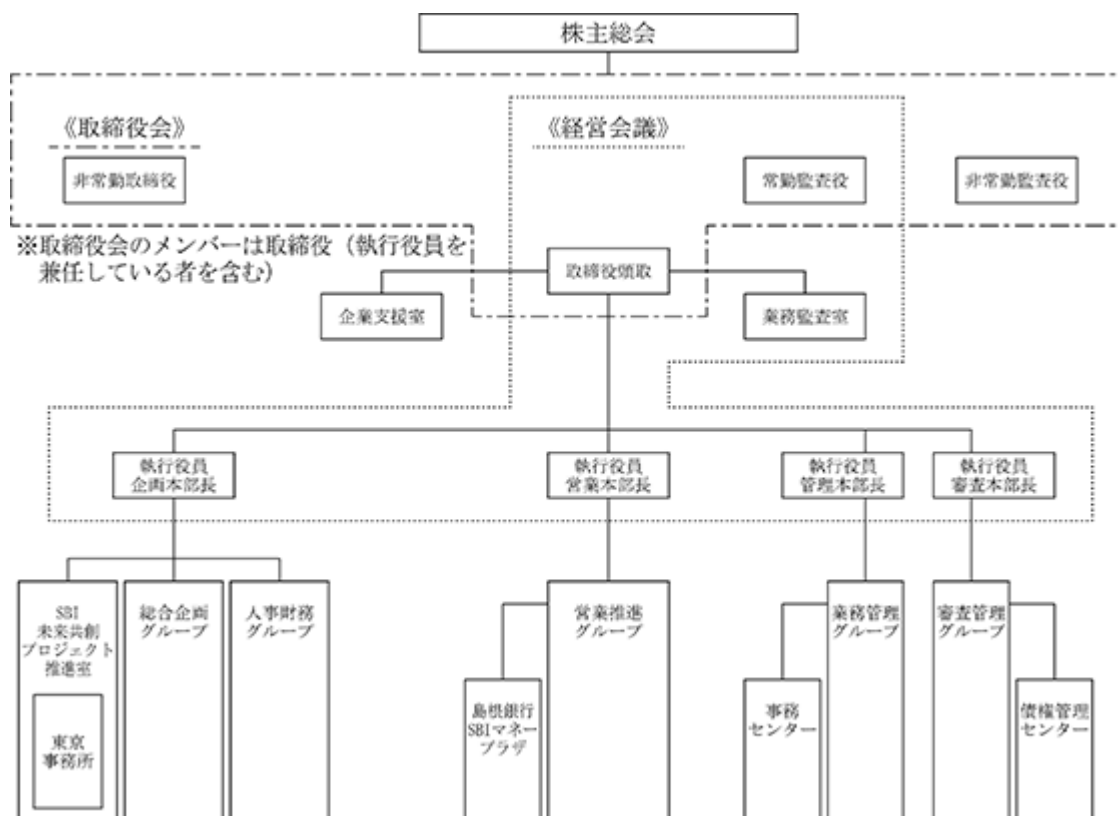 株主総会
《取締役会》
《経営会議》
非常勤取締役
常勤監査役
非常勤監査役
※取締役会のメンバーは取締役（執行役員を
兼任している者を含む）
取締役頭取
企業支援室
業務監査室
執行役員
企画本部長
執行役員
営業本部長
執行役員
管理本部長
執行役員
審査本部長
SBI
未来共創
プロジェクト
推進室
東京
事務所
総合企画
グループ
人事財務
グループ
営業推進
グループ
島根銀行
SBIマネー
プラザ
業務管理
グループ
事務
センター
審査管理
グループ
債権管理
センター